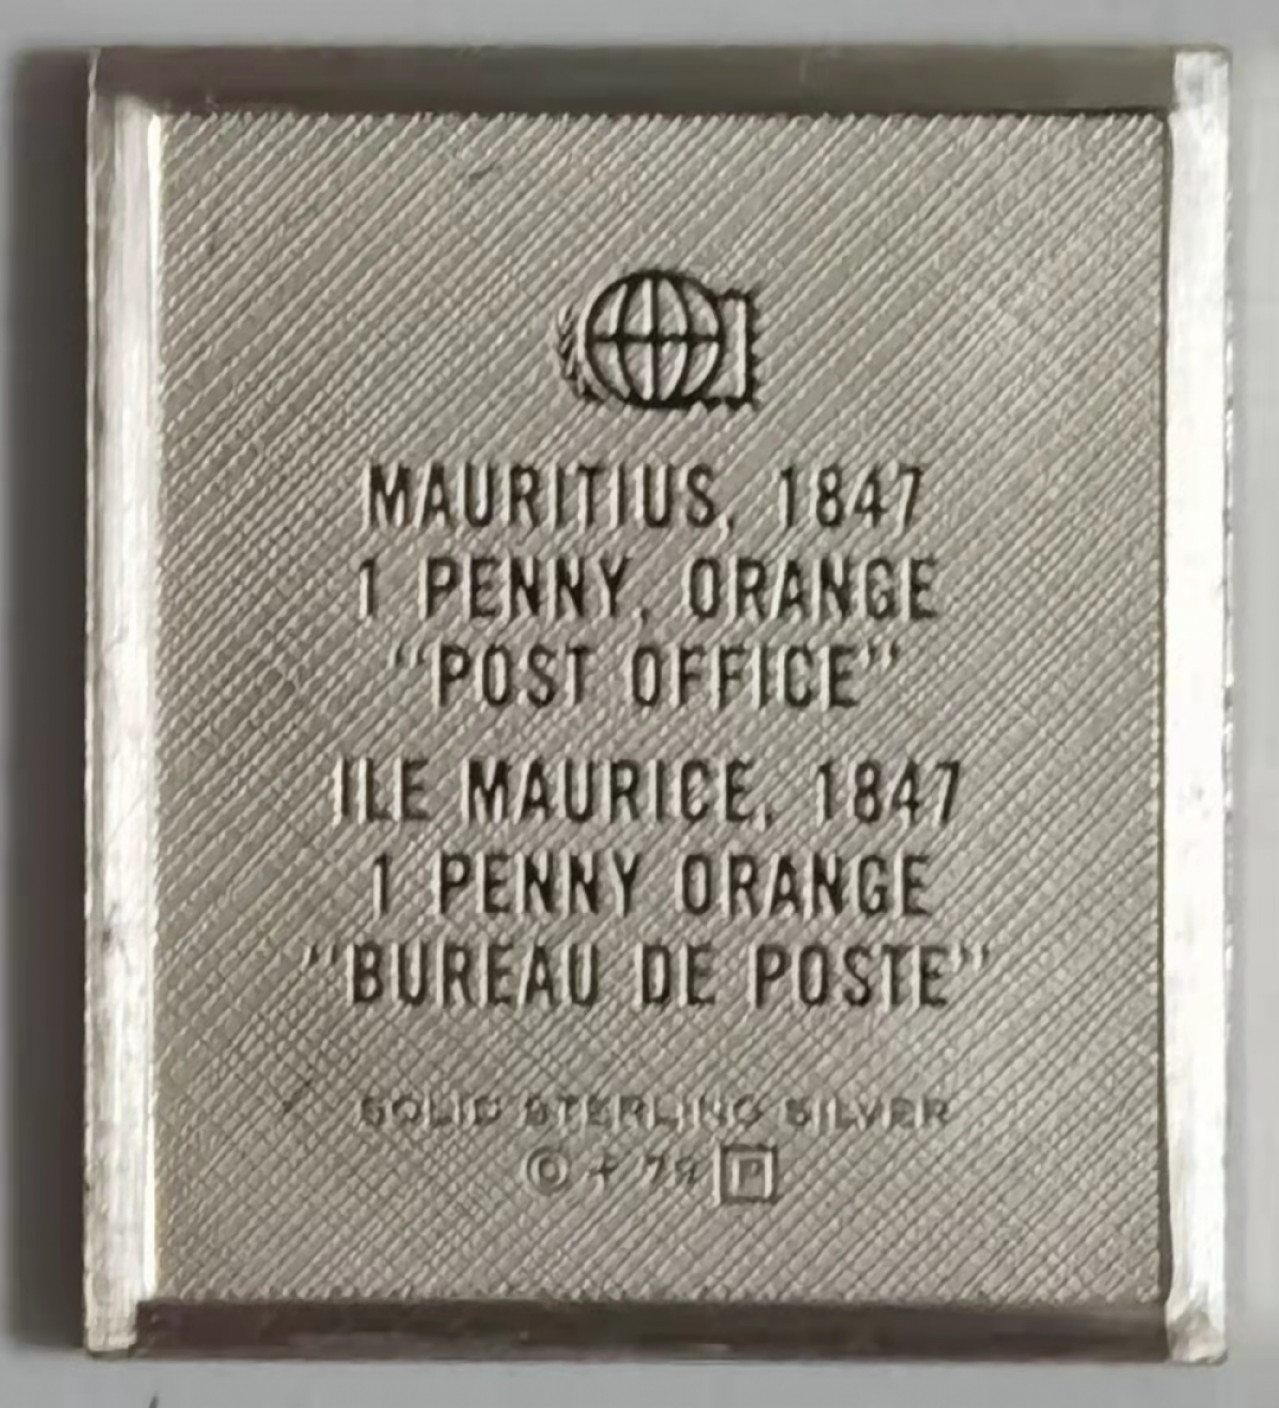 MAURITIUS, 1847
1 PENNY, ORANGE
"POST OFFICE"
ILE MAURICE, 1847
1 PENNY ORANGE
"BUREAU DE POSTE"
SOLID STERLING SILVER
© P